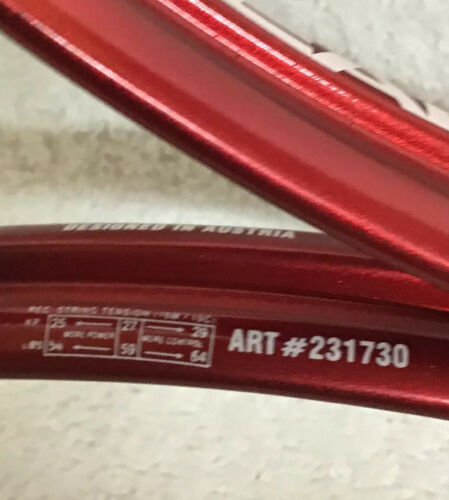 DESIGNED IN AUSTRIA
REC. STRING TENSION
KP 25 27 29
MORE POWER MORE CONTROL
LBS 54 59 64
ART #231730